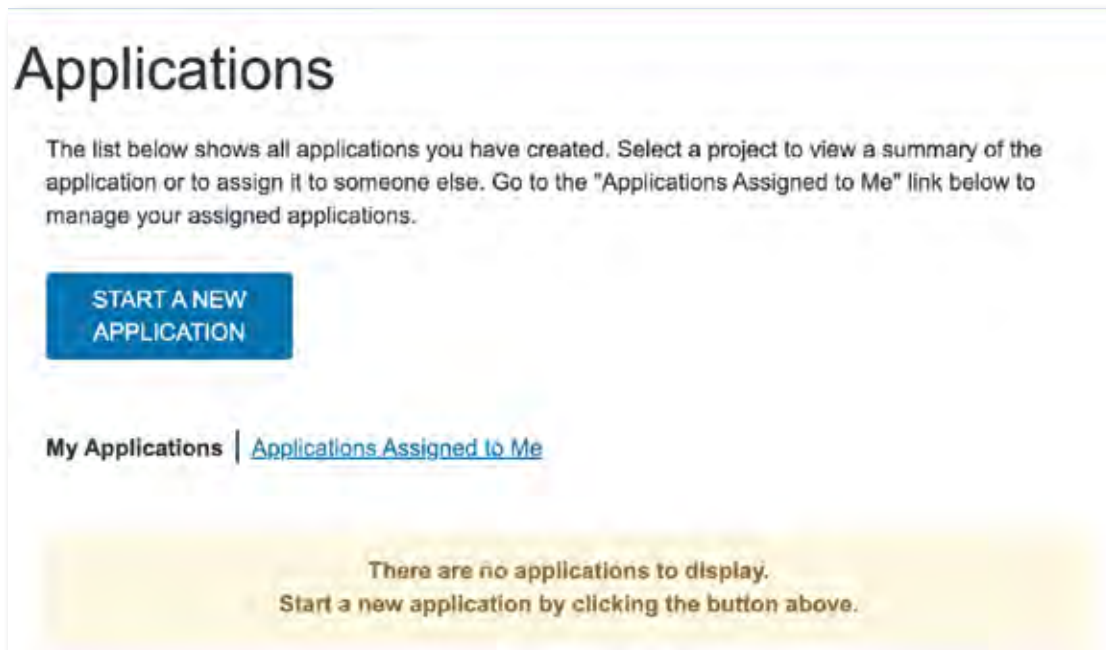 Applications
The list below shows all applications you have created. Select a project to view a summary of the
application or to assign it to someone else. Go to the "Applications Assigned to Me" link below to
manage your assigned applications.
START A NEW
APPLICATION
My Applications | Applications Assigned to Me
There are no applications to display.
Start a new application by clicking the button above.